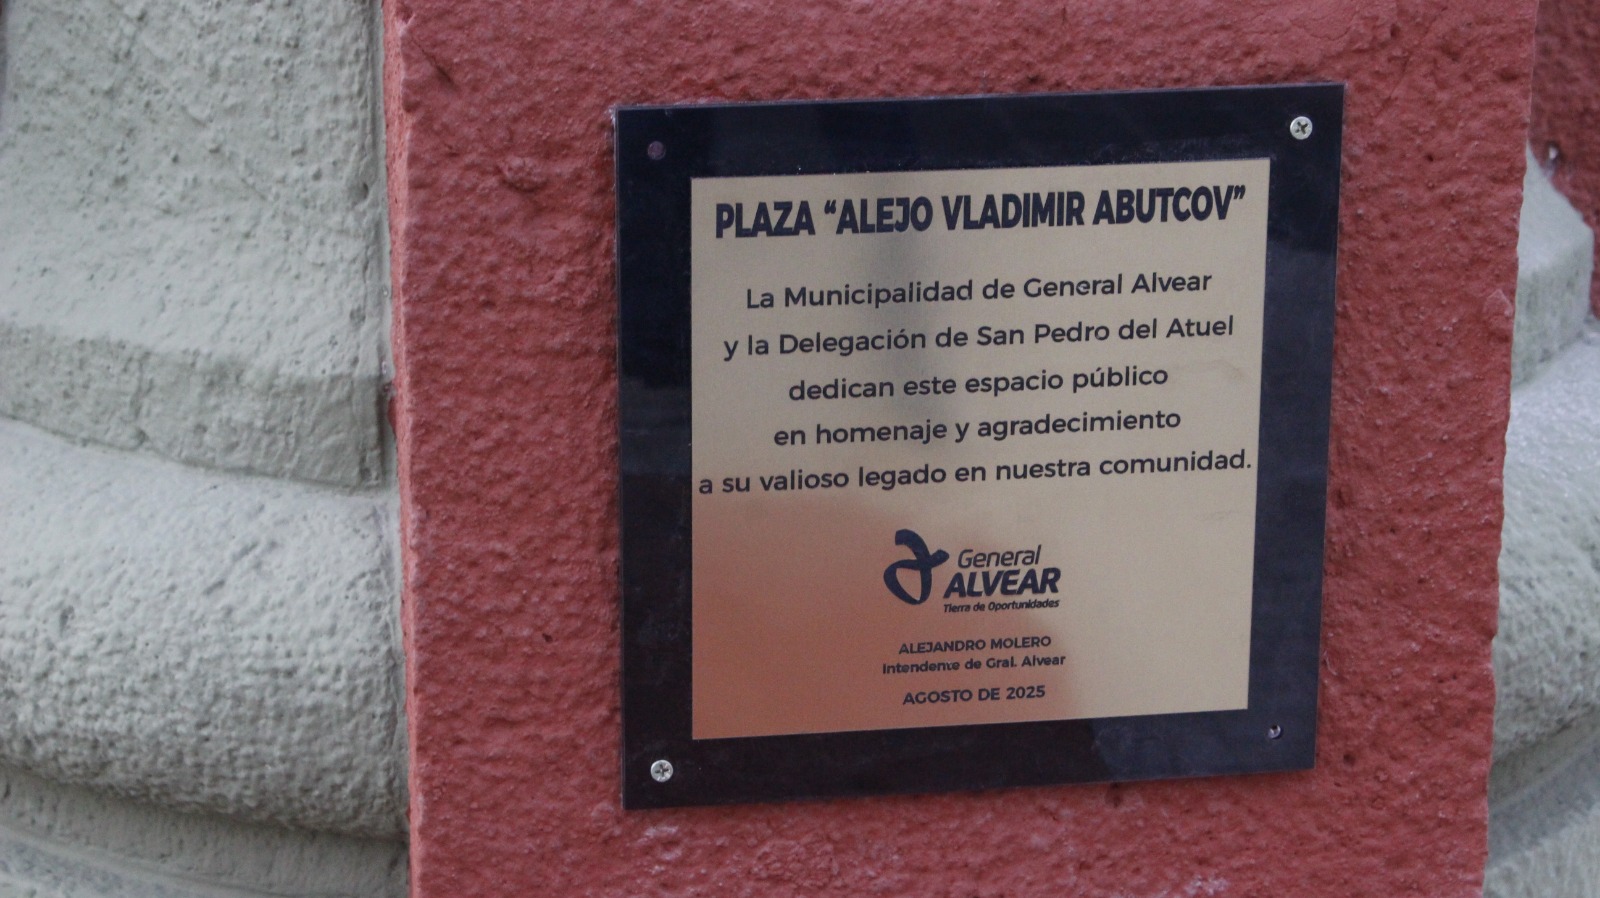 PLAZA “ALEJO VLADIMIR ABUTCOV”
La Municipalidad de General Alvear
y la Delegación de San Pedro del Atuel
dedican este espacio público
en homenaje y agradecimiento
a su valioso legado en nuestra comunidad.
General
ALVEAR
Tierra de Oportunidades
ALEJANDRO MOLERO
Intendente de Gral. Alvear
AGOSTO DE 2025